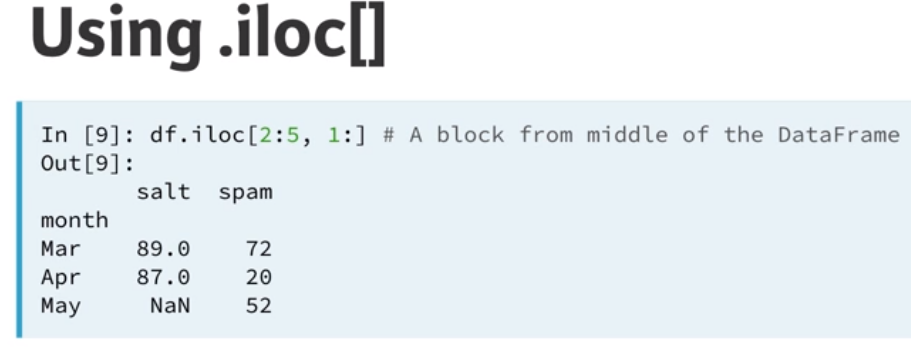 Using .iloc[]
In [9]: df.iloc[2:5, 1:] # A block from middle of the DataFrame
Out[9]:
       salt  spam
month
Mar    89.0    72
Apr    87.0    20
May     NaN    52